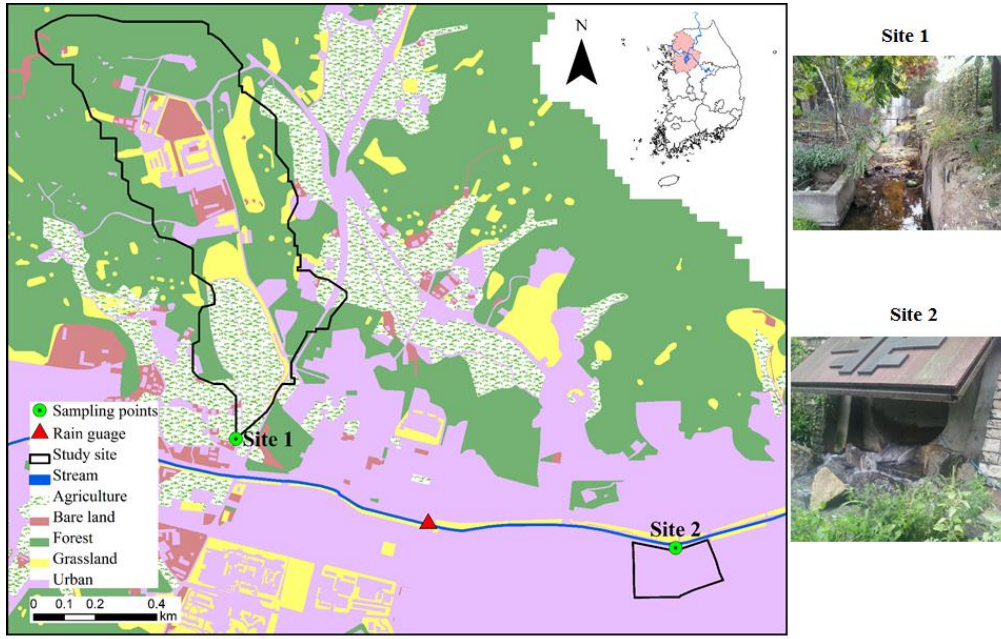 N
Site 1
Site 1
Site 2
Site 2
Sampling points
Rain guage
Study site
Stream
Agriculture
Bare land
Forest
Grassland
Urban
0 0.1 0.2 0.4
km